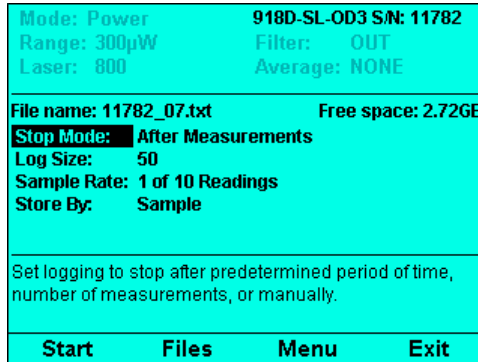 Mode: Power 918D-SL-OD3 S/N: 11782
Range: 300µW Filter: OUT
Laser: 800 Average: NONE
File name: 11782_07.txt Free space: 2.72GB
Stop Mode: After Measurements
Log Size: 50
Sample Rate: 1 of 10 Readings
Store By: Sample
Set logging to stop after predetermined period of time,
number of measurements, or manually.
Start Files Menu Exit